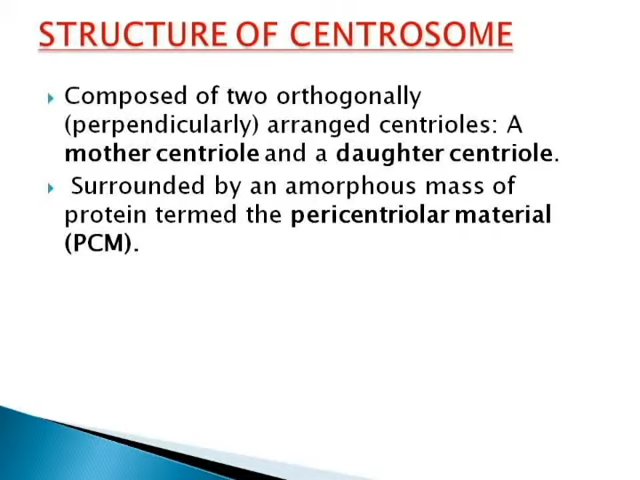 STRUCTURE OF CENTROSOME
Composed of two orthogonally
(perpendicularly) arranged centrioles: A
mother centriole and a daughter centriole.
Surrounded by an amorphous mass of
protein termed the pericentriolar material
(PCM).